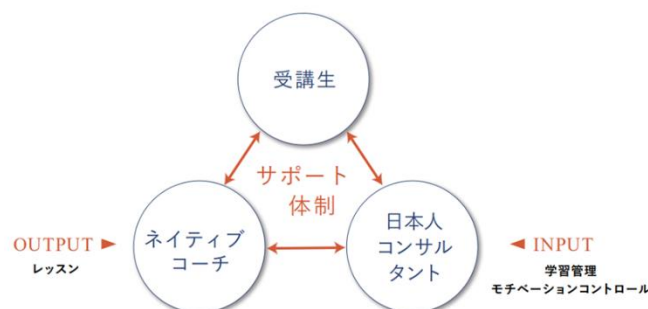 受講生
サポート
体制
ネイティブ
コーチ
日本人
コンサル
タント
OUTPUT
レッスン
INPUT
学習管理
モチベーションコントロール